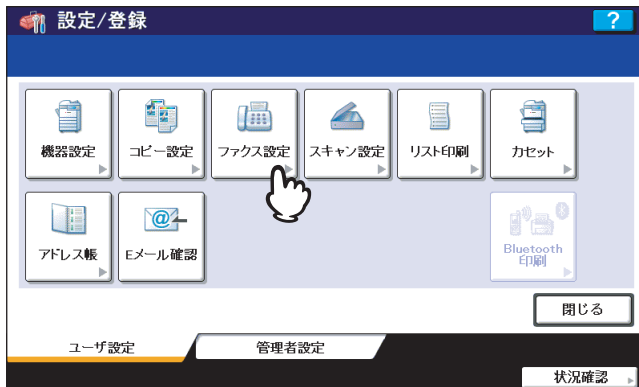 設定/登録
?
機器設定
コピー設定
ファクス設定
スキャン設定
リスト印刷
カセット
アドレス帳
Eメール確認
Bluetooth
印刷
閉じる
ユーザ設定
管理者設定
状況確認